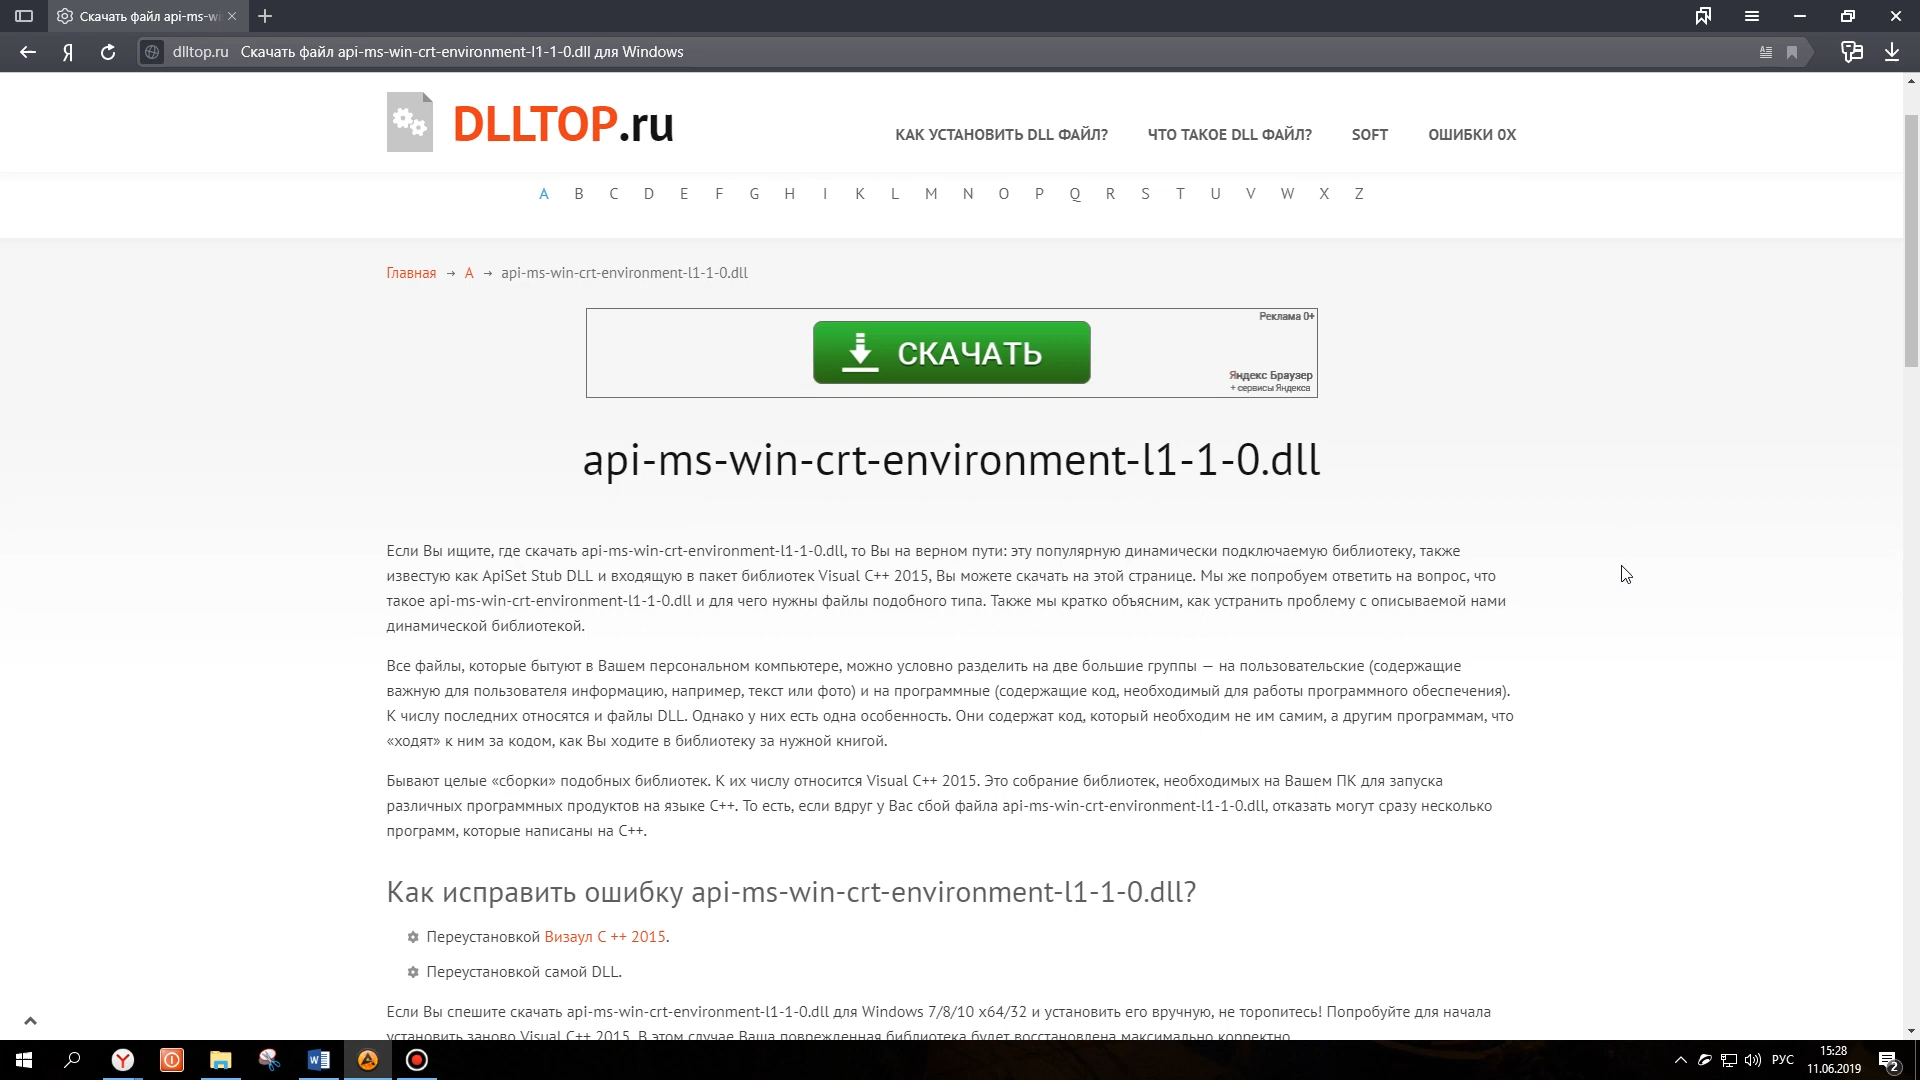 Скачать файл api-ms-wi
dlltop.ru Скачать файл api-ms-win-crt-environment-l1-1-0.dll для Windows
DLLTOP.ru
КАК УСТАНОВИТЬ DLL ФАЙЛ? ЧТО ТАКОЕ DLL ФАЙЛ? SOFT ОШИБКИ 0X
A B C D E F G H I K L M N O P Q R S T U V W X Z
Главная → A → api-ms-win-crt-environment-l1-1-0.dll
Реклама 0+
СКАЧАТЬ
Яндекс Браузер
+ сервисы Яндекса
api-ms-win-crt-environment-l1-1-0.dll
Если Вы ищите, где скачать api-ms-win-crt-environment-l1-1-0.dll, то Вы на верном пути: эту популярную динамически подключаемую библиотеку, также
известую как ApiSet Stub DLL и входящую в пакет библиотек Visual C++ 2015, Вы можете скачать на этой странице. Мы же попробуем ответить на вопрос, что
такое api-ms-win-crt-environment-l1-1-0.dll и для чего нужны файлы подобного типа. Также мы кратко объясним, как устранить проблему с описываемой нами
динамической библиотекой.
Все файлы, которые бытуют в Вашем персональном компьютере, можно условно разделить на две большие группы — на пользовательские (содержащие
важную для пользователя информацию, например, текст или фото) и на программные (содержащие код, необходимый для работы программного обеспечения).
К числу последних относятся и файлы DLL. Однако у них есть одна особенность. Они содержат код, который необходим не им самим, а другим программам, что
«ходят» к ним за кодом, как Вы ходите в библиотеку за нужной книгой.
Бывают целые «сборки» подобных библиотек. К их числу относится Visual C++ 2015. Это собрание библиотек, необходимых на Вашем ПК для запуска
различных программных продуктов на языке C++. То есть, если вдруг у Вас сбой файла api-ms-win-crt-environment-l1-1-0.dll, отказать могут сразу несколько
программ, которые написаны на C++.
Как исправить ошибку api-ms-win-crt-environment-l1-1-0.dll?
Переустановкой Визаул C ++ 2015.
Переустановкой самой DLL.
Если Вы спешите скачать api-ms-win-crt-environment-l1-1-0.dll для Windows 7/8/10 x64/32 и установить его вручную, не торопитесь! Попробуйте для начала
установить заново Visual C++ 2015. В этом случае Ваша поврежденная библиотека будет восстановлена максимально корректно.
РУС
15:28
11.06.2019
2